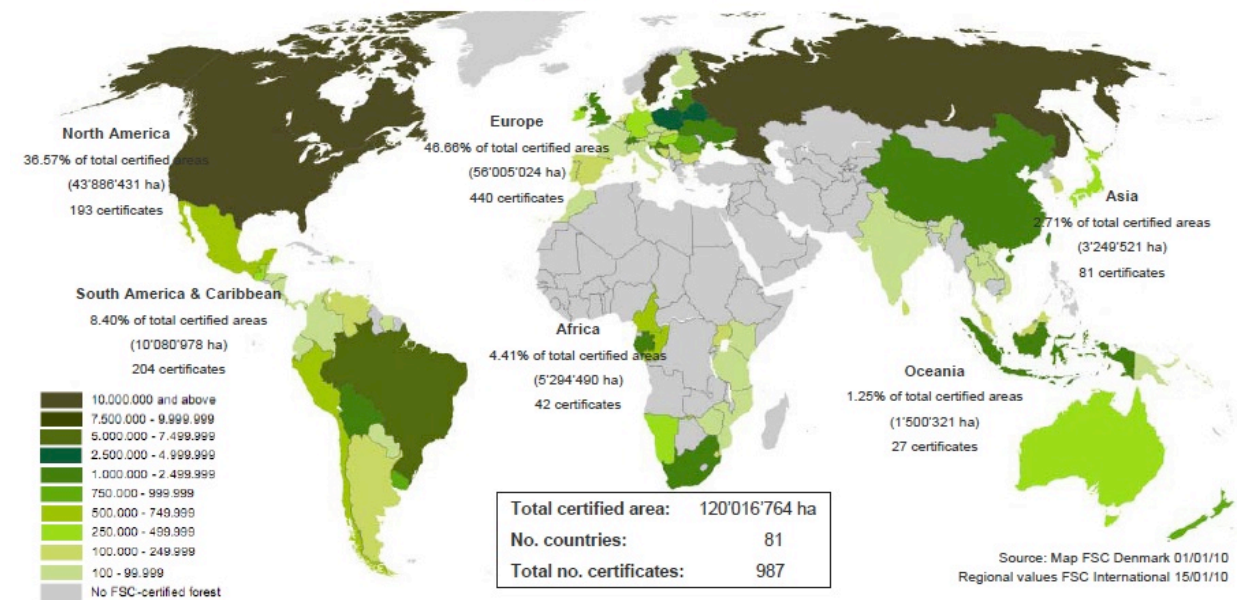 North America
36.57% of total certified areas
(43'886'431 ha)
193 certificates
Europe
46.66% of total certified areas
(56'005'024 ha)
440 certificates
Asia
2.71% of total certified areas
(3'249'521 ha)
81 certificates
South America & Caribbean
8.40% of total certified areas
(10'080'978 ha)
204 certificates
Africa
4.41% of total certified areas
(5'294'490 ha)
42 certificates
Oceania
1.25% of total certified areas
(1'500'321 ha)
27 certificates
10.000.000 and above
7.500.000 - 9.999.999
5.000.000 - 7.499.999
2.500.000 - 4.999.999
1.000.000 - 2.499.999
750.000 - 999.999
500.000 - 749.999
250.000 - 499.999
100.000 - 249.999
100 - 99.999
No FSC-certified forest
Total certified area: 120'016'764 ha
No. countries: 81
Total no. certificates: 987
Source: Map FSC Denmark 01/01/10
Regional values FSC International 15/01/10